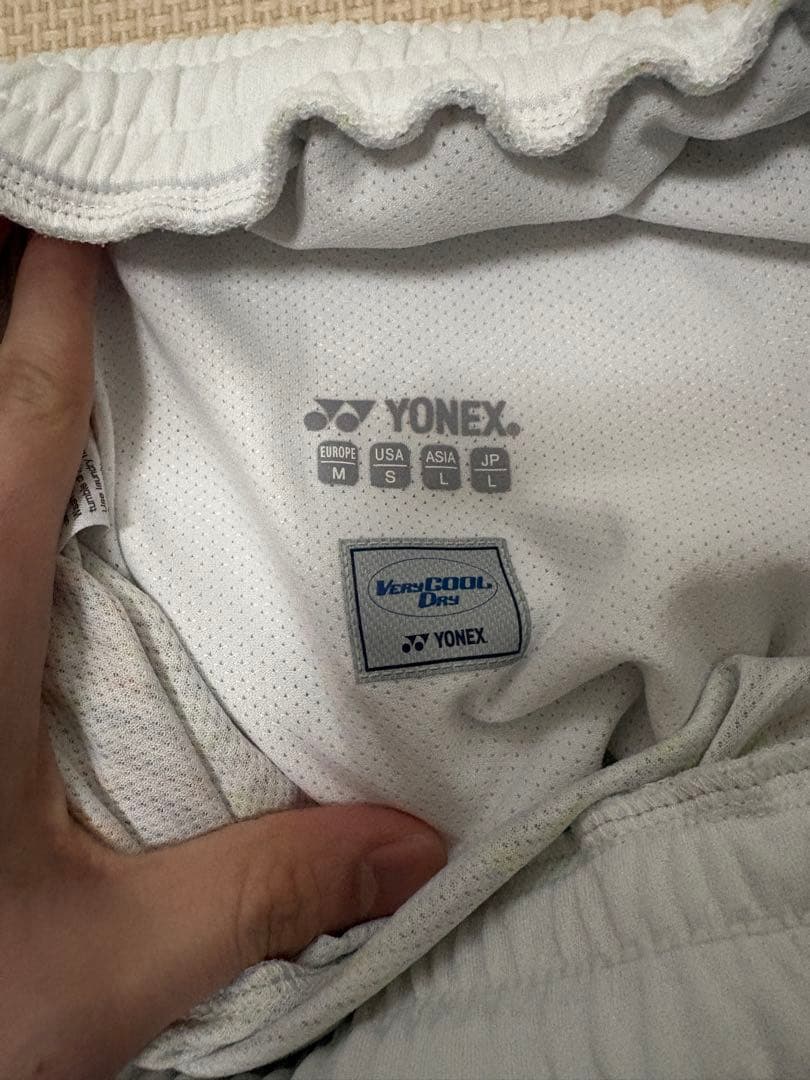 YONEX
EUROPE USA ASIA JP
M S L L
VERYCOOL
DRY
YONEX